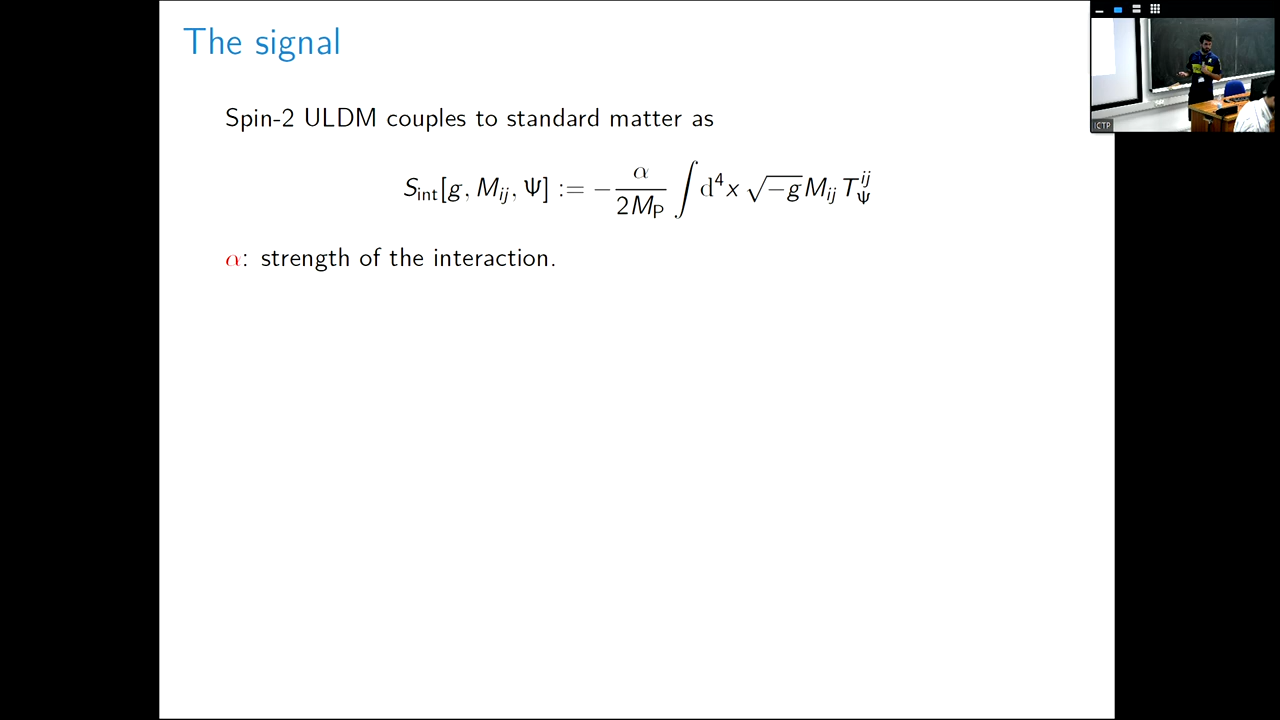 The signal
Spin-2 ULDM couples to standard matter as
S_int[g, M_ij, Ψ] := −α/2M_P ∫d⁴x √−g M_ij T_Ψ^ij
α: strength of the interaction.
ICTP